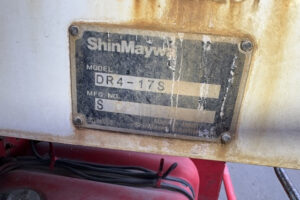 ShinMaywa
MODEL
DR4-17S
MFG.NO.
S